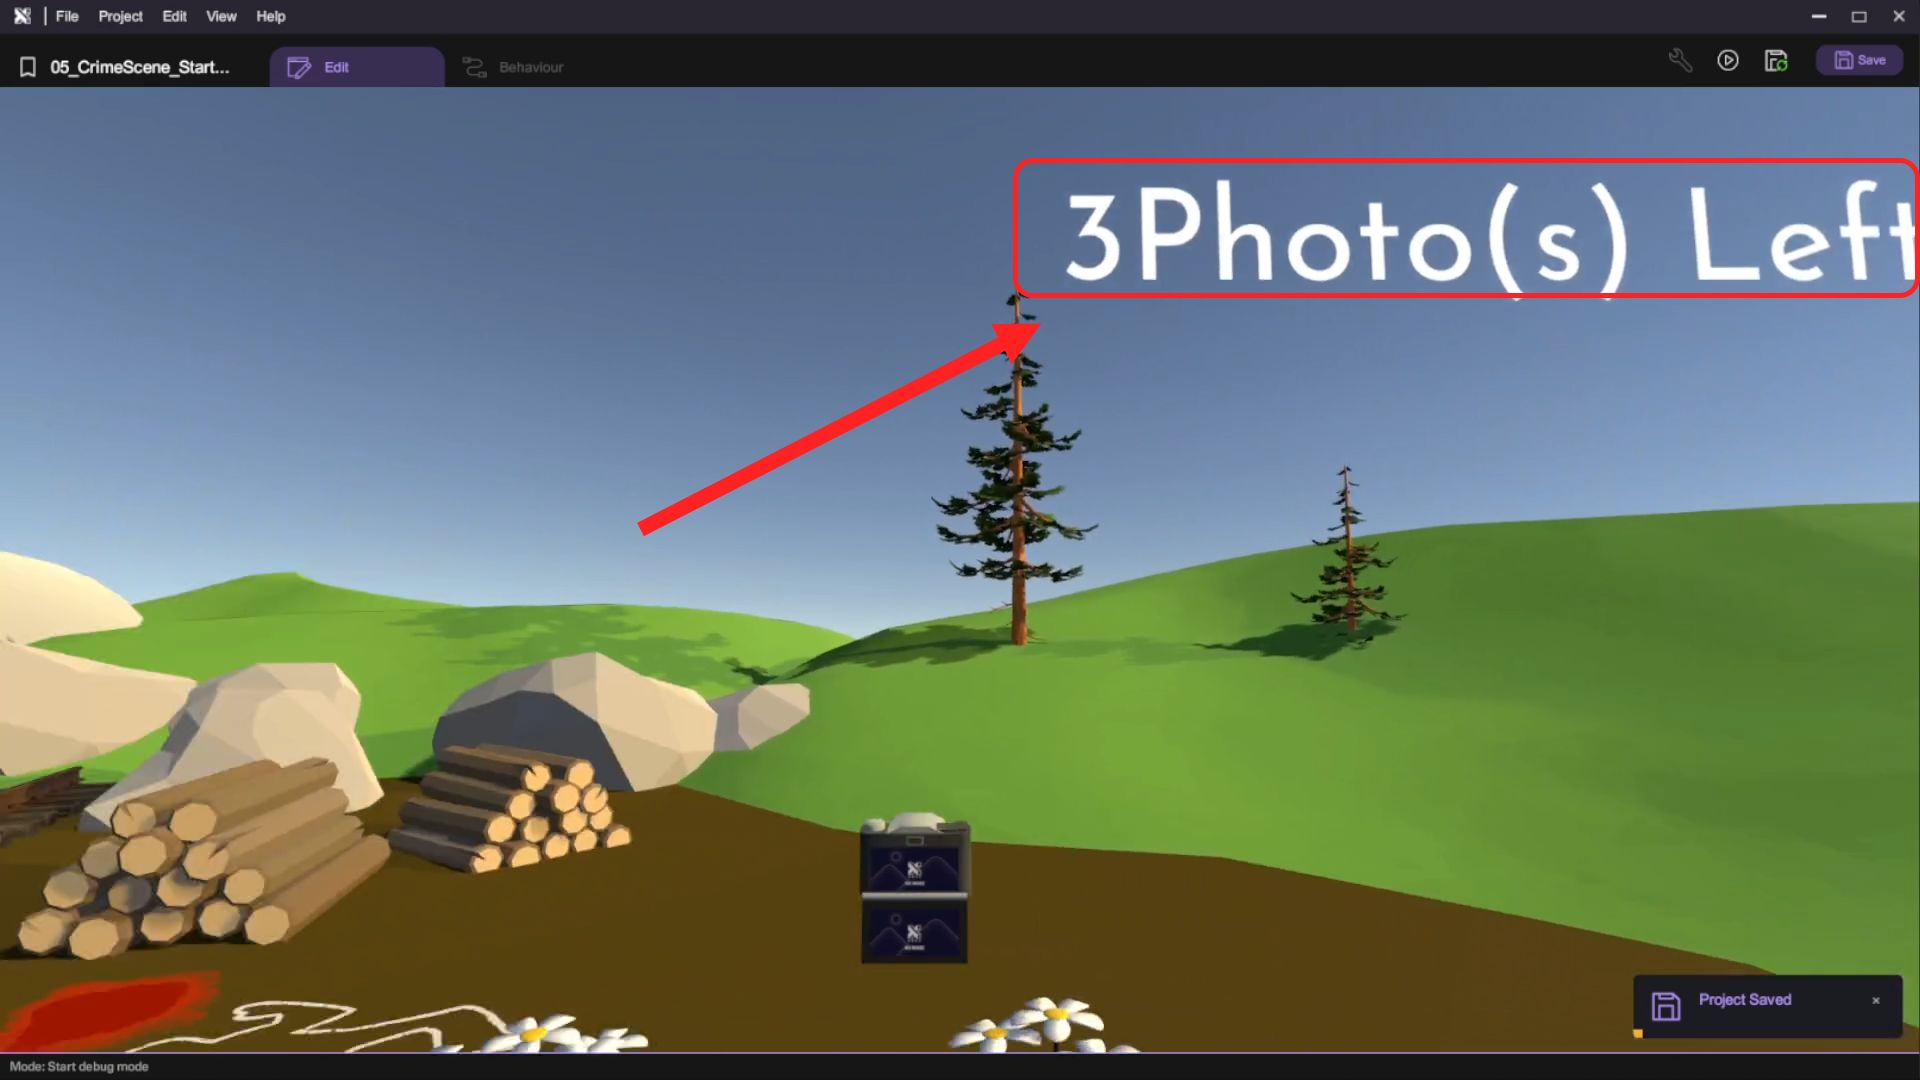 File Project Edit View Help
05_CrimeScene_Start... Edit Behaviour Save
3Photo(s) Left
Project Saved
Mode: Start debug mode